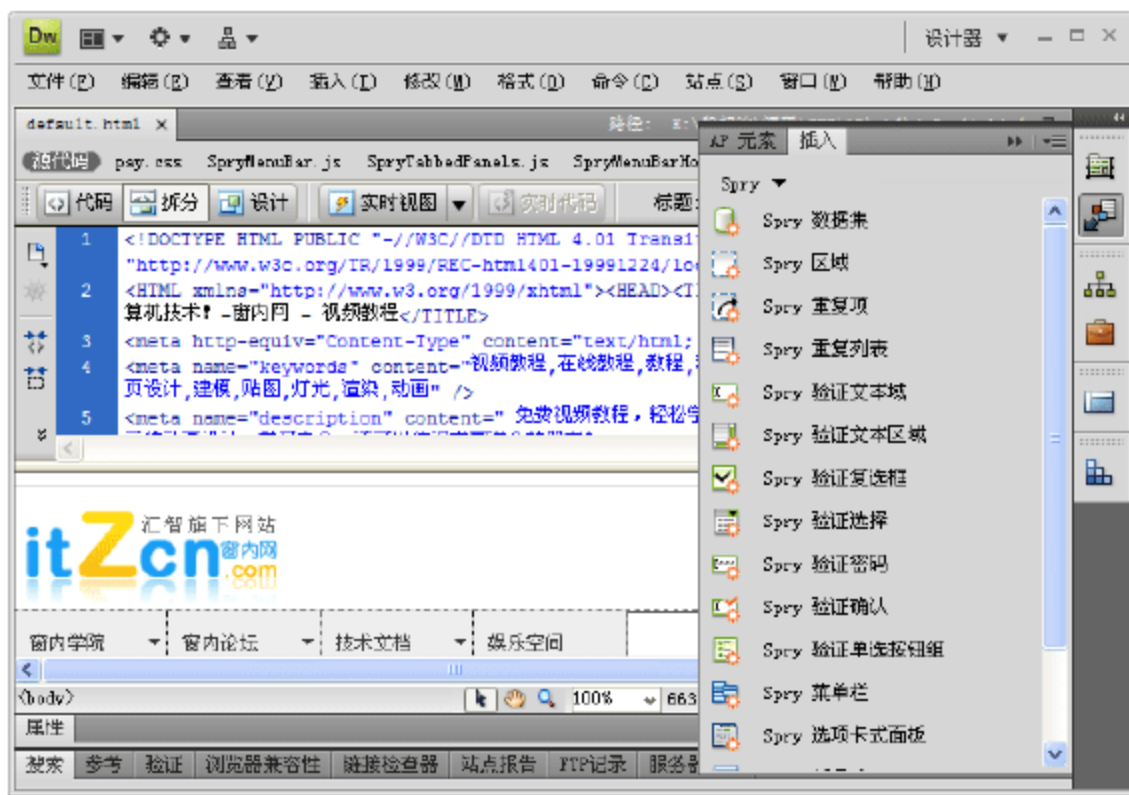 Dw 设计器
文件(F) 编辑(E) 查看(V) 插入(I) 修改(M) 格式(O) 命令(C) 站点(S) 窗口(W) 帮助(H)
default.html 路径:
源代码 psy.css SpryMenuBar.js SpryTabbedPanels.js SpryMenuBarHo
代码 拆分 设计 实时视图 实时代码 标题:
1 <!DOCTYPE HTML PUBLIC "-//W3C//DTD HTML 4.01 Transit
"http://www.w3c.org/TR/1999/REC-html401-19991224/loo
2 <HTML xmlns="http://www.w3.org/1999/xhtml"><HEAD><TI
算机技术! -窗内网 - 视频教程</TITLE>
3 <meta http-equiv="Content-Type" content="text/html;
4 <meta name="keywords" content="视频教程,在线教程,教程,
页设计,建模,贴图,灯光,渲染,动画" />
5 <meta name="description" content=" 免费视频教程，轻松学
AP 元素 插入
Spry
Spry 数据集
Spry 区域
Spry 重复项
Spry 重复列表
Spry 验证文本域
Spry 验证文本区域
Spry 验证复选框
Spry 验证选择
Spry 验证密码
Spry 验证确认
Spry 验证单选按钮组
Spry 菜单栏
Spry 选项卡式面板
汇智旗下网站
itZcn 窗内网
.com
窗内学院 窗内论坛 技术文档 娱乐空间
<body> 100% 663
属性
搜索 参考 验证 浏览器兼容性 链接检查器 站点报告 FTP记录 服务器